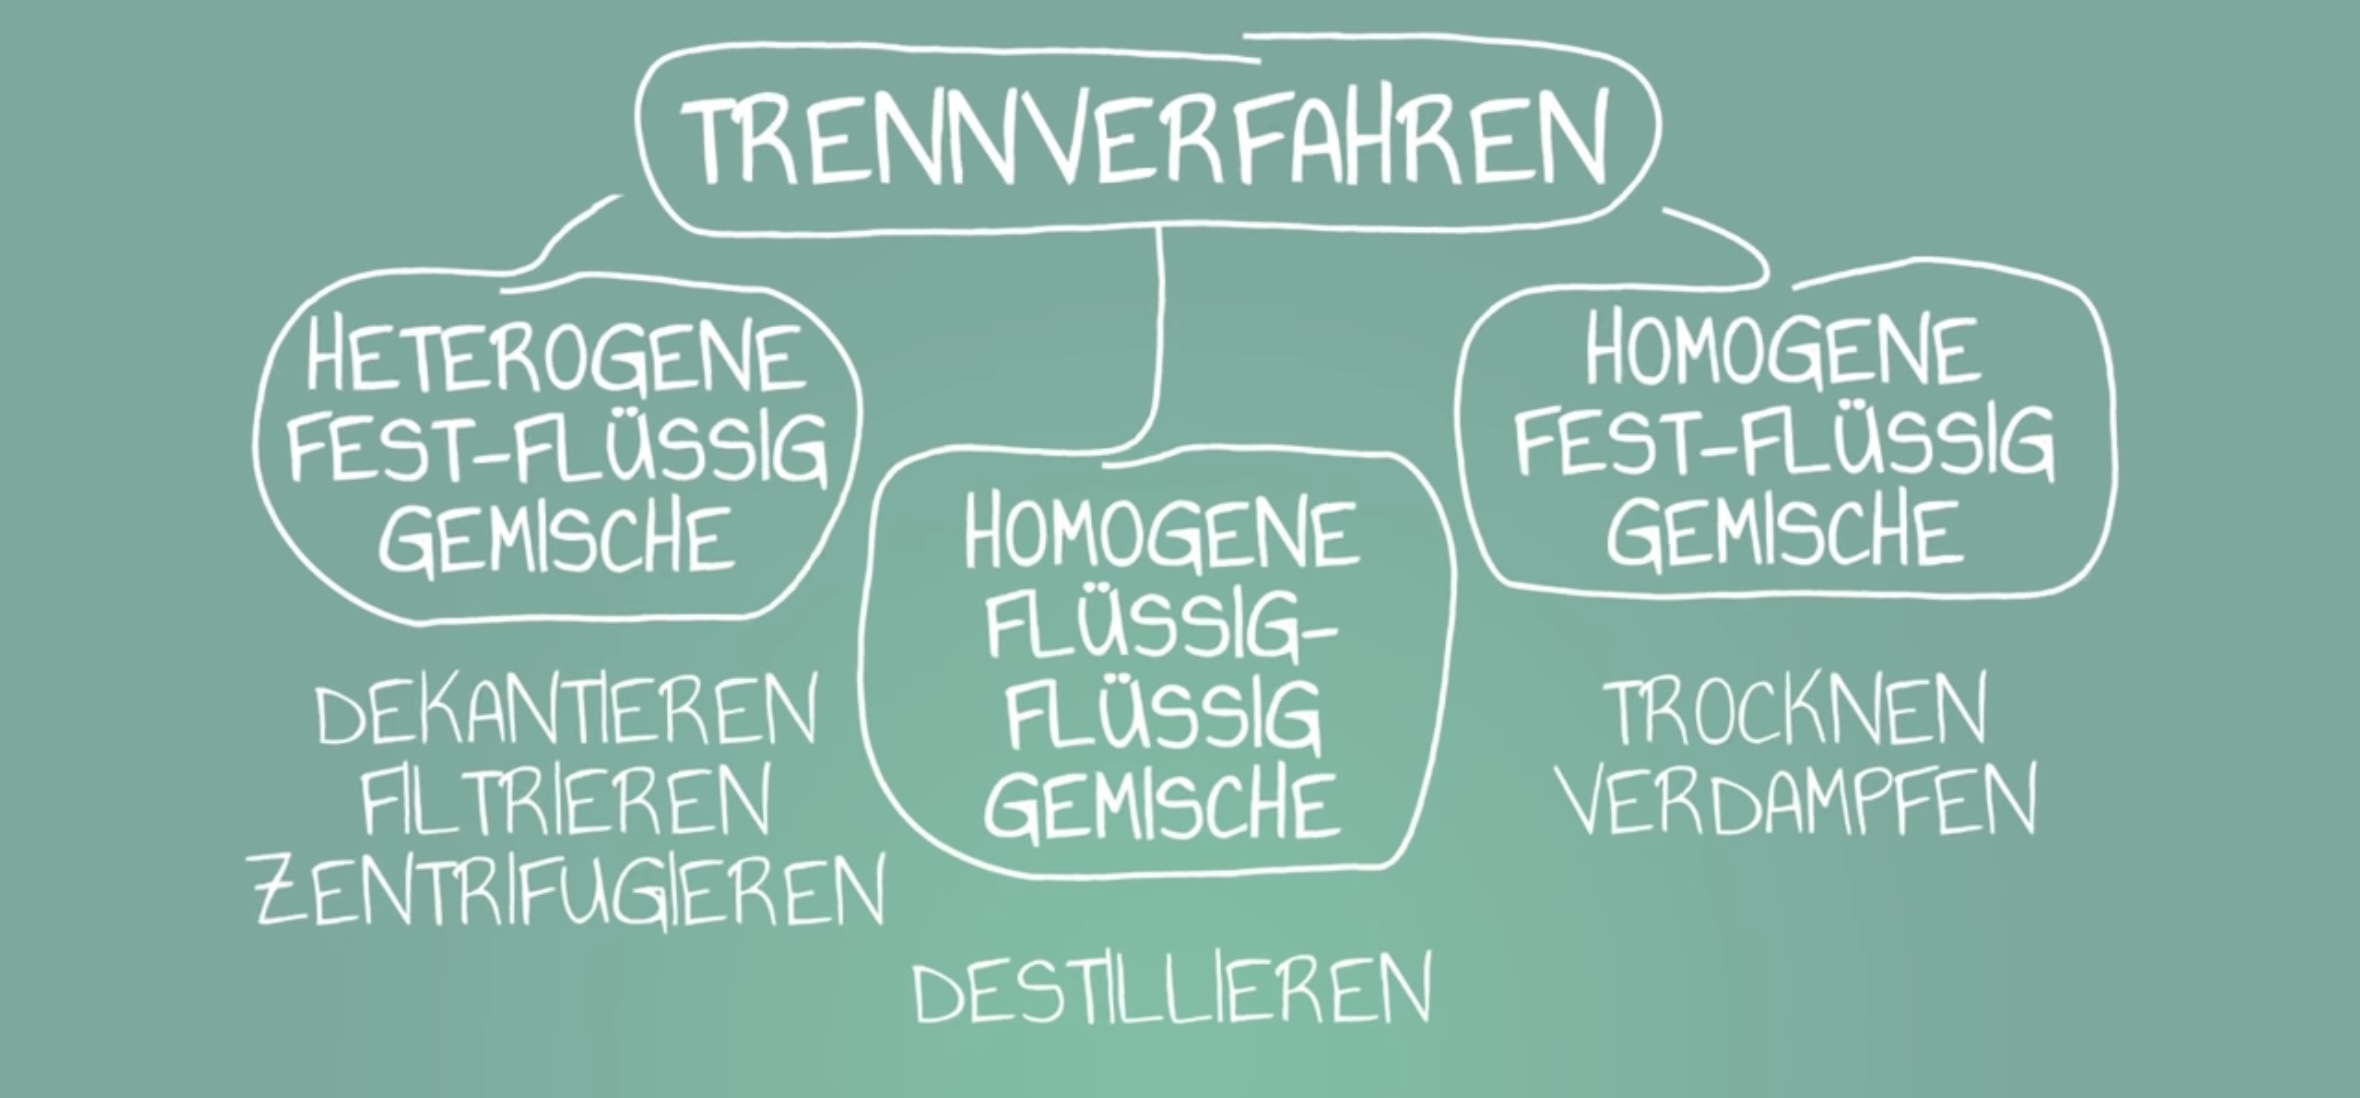 TRENNVERFAHREN
HETEROGENE
FEST-FLÜSSIG
GEMISCHE
DEKANTIEREN
FILTRIEREN
ZENTRIFUGIEREN
HOMOGENE
FLÜSSIG-
FLÜSSIG
GEMISCHE
DESTILLIEREN
HOMOGENE
FEST-FLÜSSIG
GEMISCHE
TROCKNEN
VERDAMPFEN